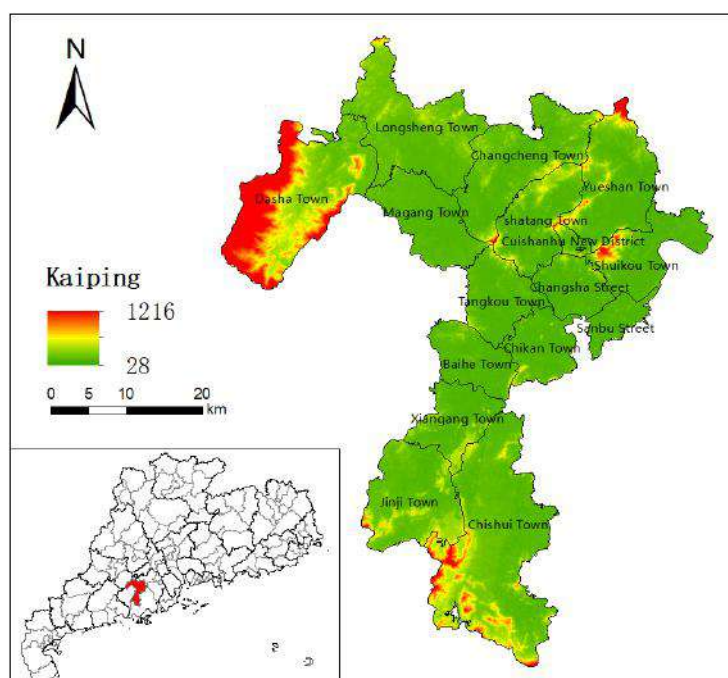 N
Longsheng Town
Changcheng Town
Yueshan Town
Dasha Town
Magang Town
shatang Town
Cuishanhu New District
Shuikou Town
Changsha Street
Tangkou Town
Sanbu Street
Chikan Town
Baihe Town
Xiangang Town
Jinji Town
Chishui Town
Kaiping
1216
28
0 5 10 20
km